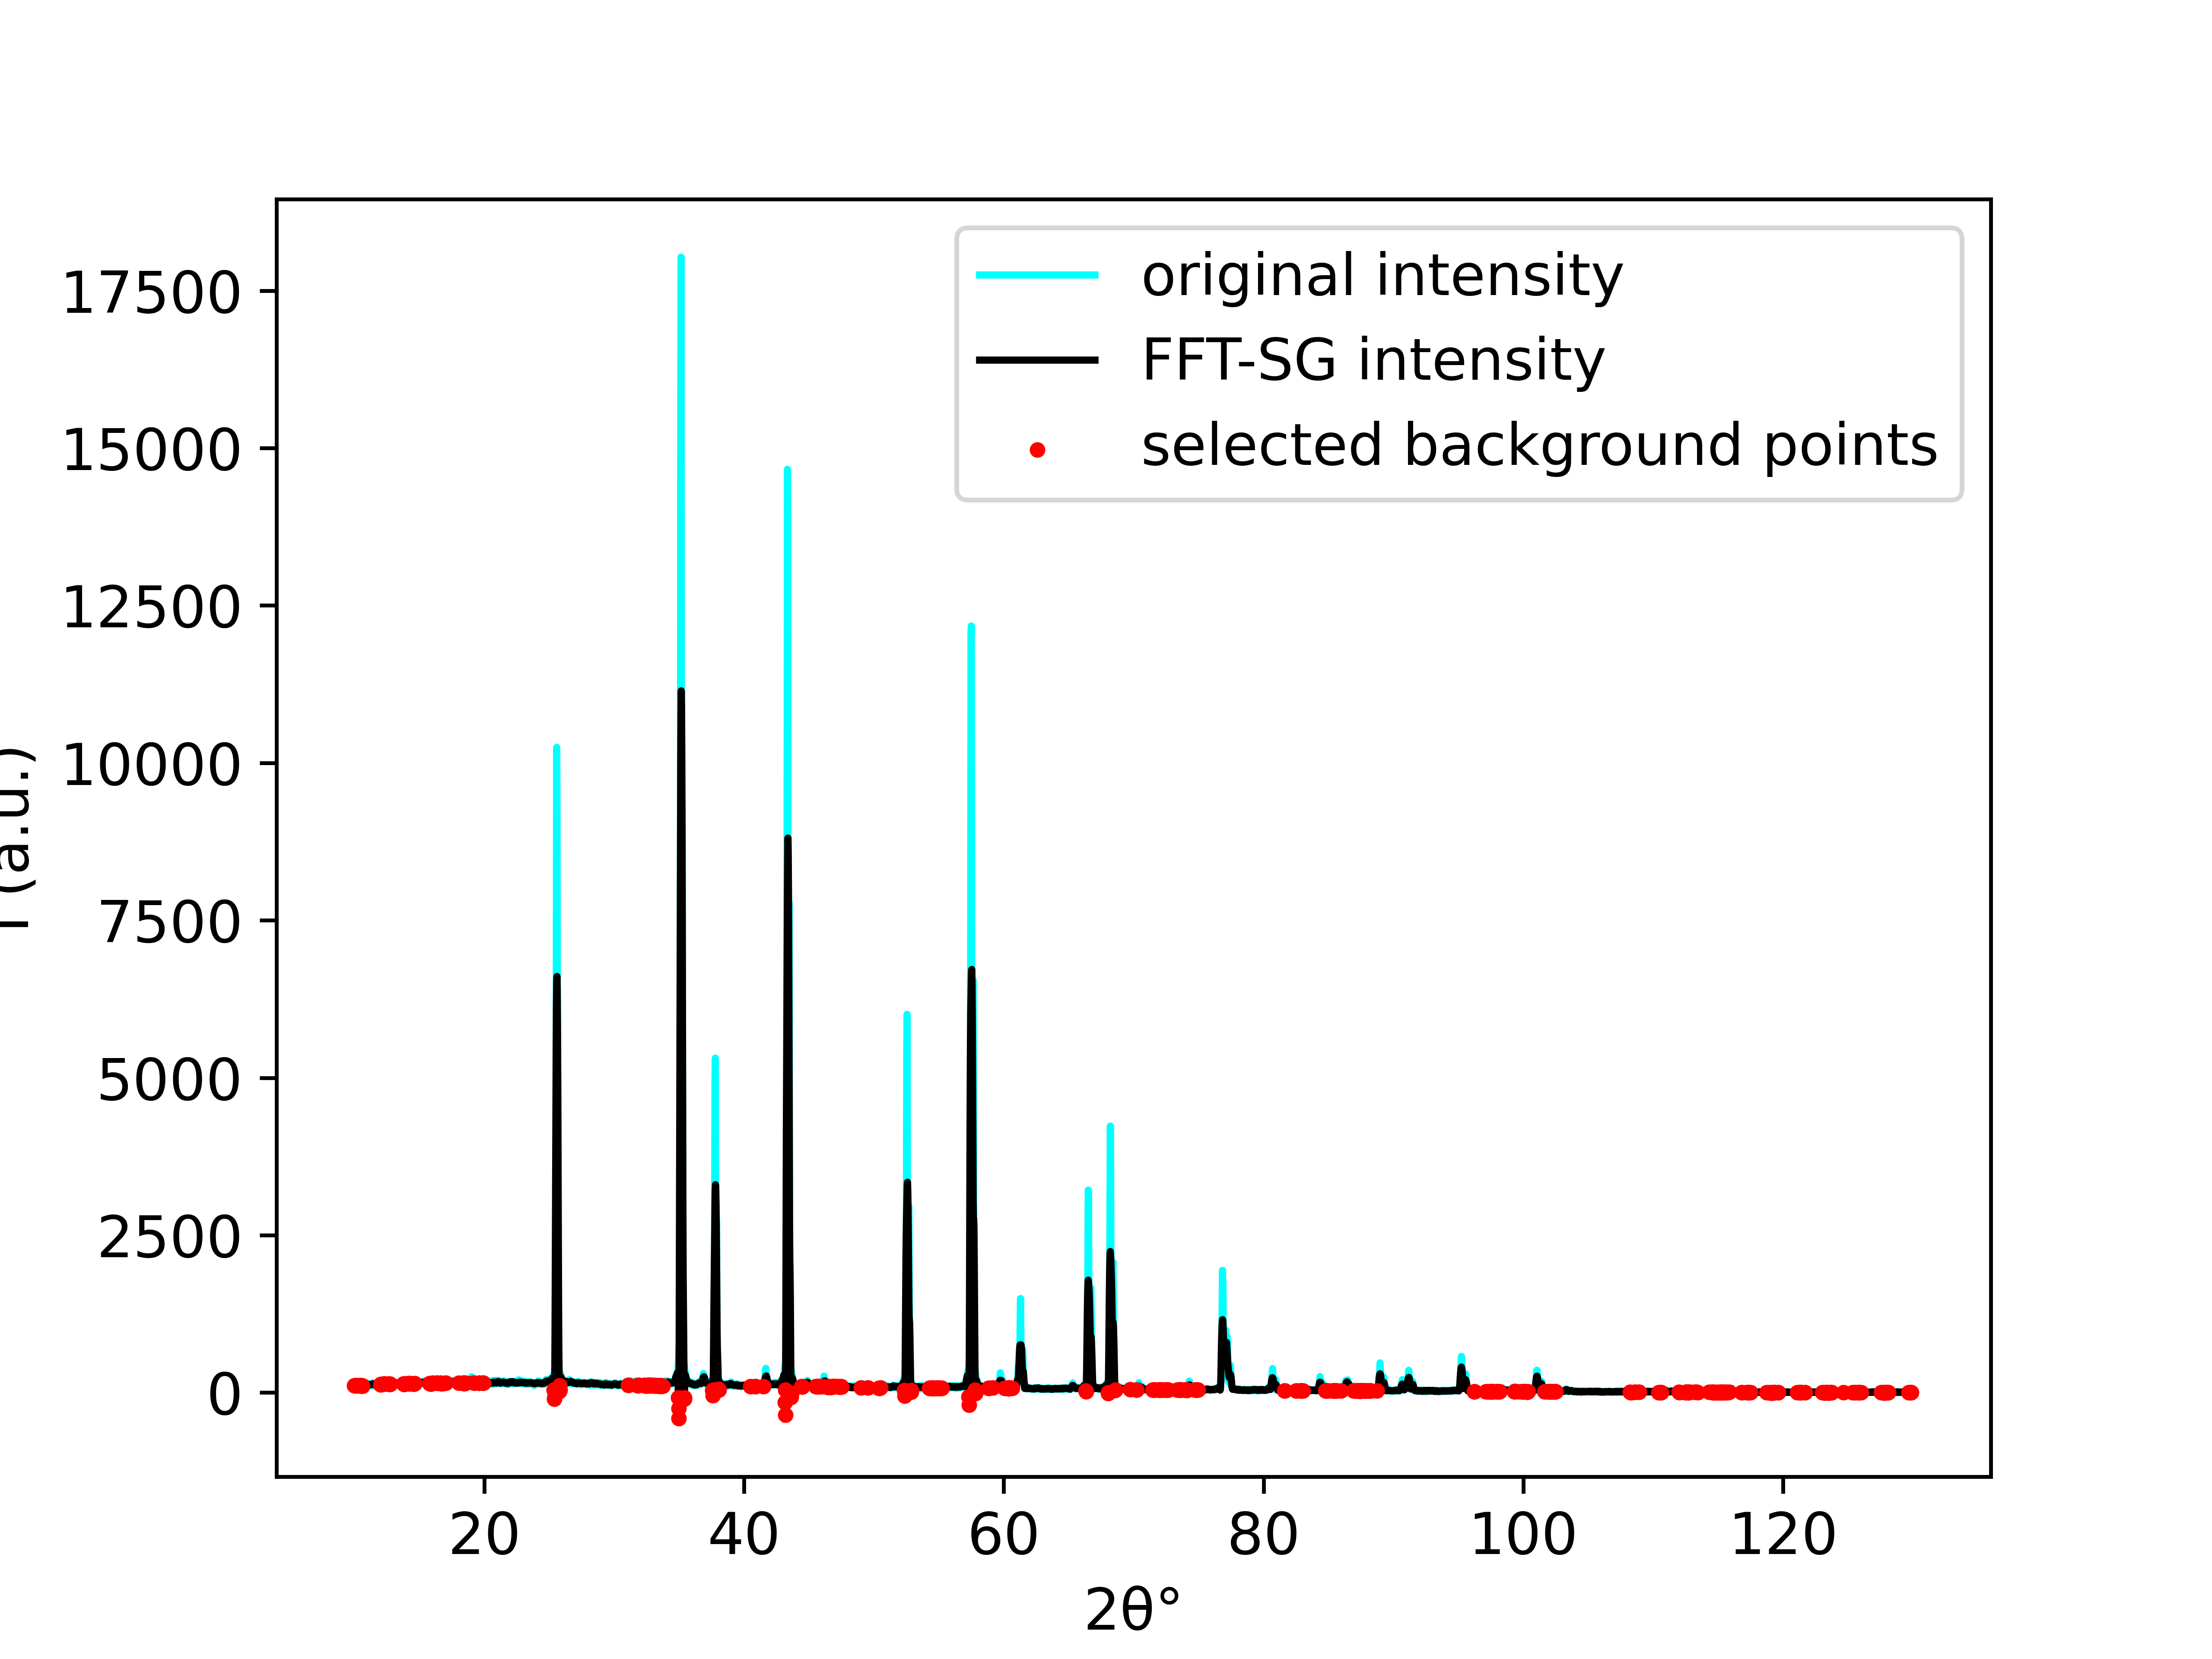 original intensity
FFT-SG intensity
selected background points
17500
15000
12500
10000
7500
5000
2500
0
I (a.u.)
20 40 60 80 100 120
2θ°